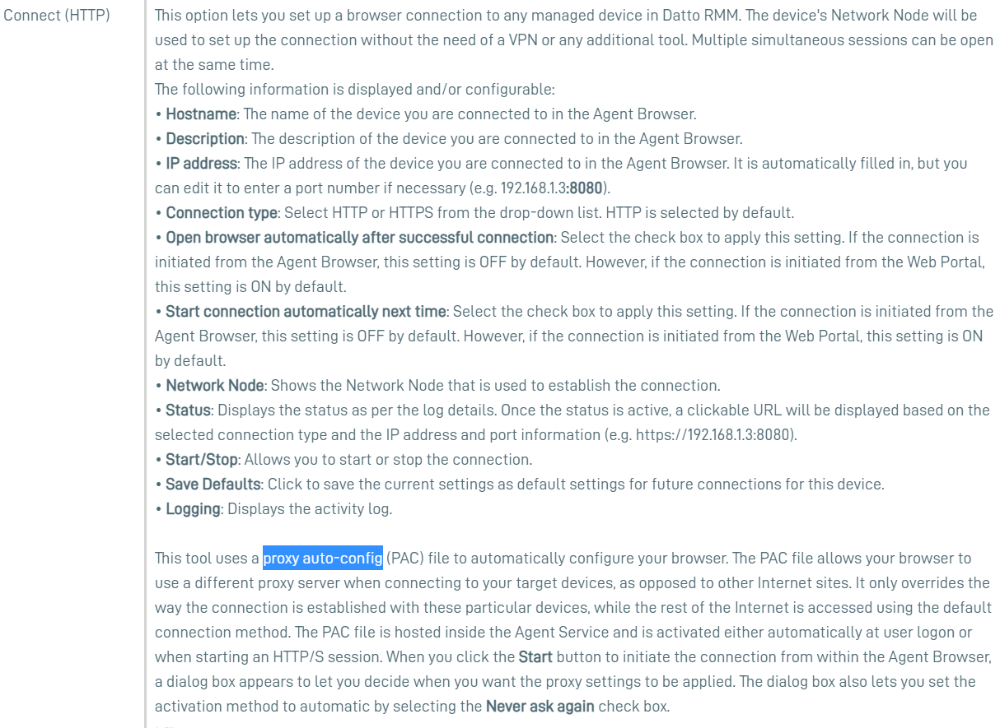 Connect (HTTP)
This option lets you set up a browser connection to any managed device in Datto RMM. The device's Network Node will be
used to set up the connection without the need of a VPN or any additional tool. Multiple simultaneous sessions can be open
at the same time.
The following information is displayed and/or configurable:
• Hostname: The name of the device you are connected to in the Agent Browser.
• Description: The description of the device you are connected to in the Agent Browser.
• IP address: The IP address of the device you are connected to in the Agent Browser. It is automatically filled in, but you
can edit it to enter a port number if necessary (e.g. 192.168.1.3:8080).
• Connection type: Select HTTP or HTTPS from the drop-down list. HTTP is selected by default.
• Open browser automatically after successful connection: Select the check box to apply this setting. If the connection is
initiated from the Agent Browser, this setting is OFF by default. However, if the connection is initiated from the Web Portal,
this setting is ON by default.
• Start connection automatically next time: Select the check box to apply this setting. If the connection is initiated from the
Agent Browser, this setting is OFF by default. However, if the connection is initiated from the Web Portal, this setting is ON
by default.
• Network Node: Shows the Network Node that is used to establish the connection.
• Status: Displays the status as per the log details. Once the status is active, a clickable URL will be displayed based on the
selected connection type and the IP address and port information (e.g. https://192.168.1.3:8080).
• Start/Stop: Allows you to start or stop the connection.
• Save Defaults: Click to save the current settings as default settings for future connections for this device.
• Logging: Displays the activity log.
This tool uses a proxy auto-config (PAC) file to automatically configure your browser. The PAC file allows your browser to
use a different proxy server when connecting to your target devices, as opposed to other Internet sites. It only overrides the
way the connection is established with these particular devices, while the rest of the Internet is accessed using the default
connection method. The PAC file is hosted inside the Agent Service and is activated either automatically at user logon or
when starting an HTTP/S session. When you click the Start button to initiate the connection from within the Agent Browser,
a dialog box appears to let you decide when you want the proxy settings to be applied. The dialog box also lets you set the
activation method to automatic by selecting the Never ask again check box.